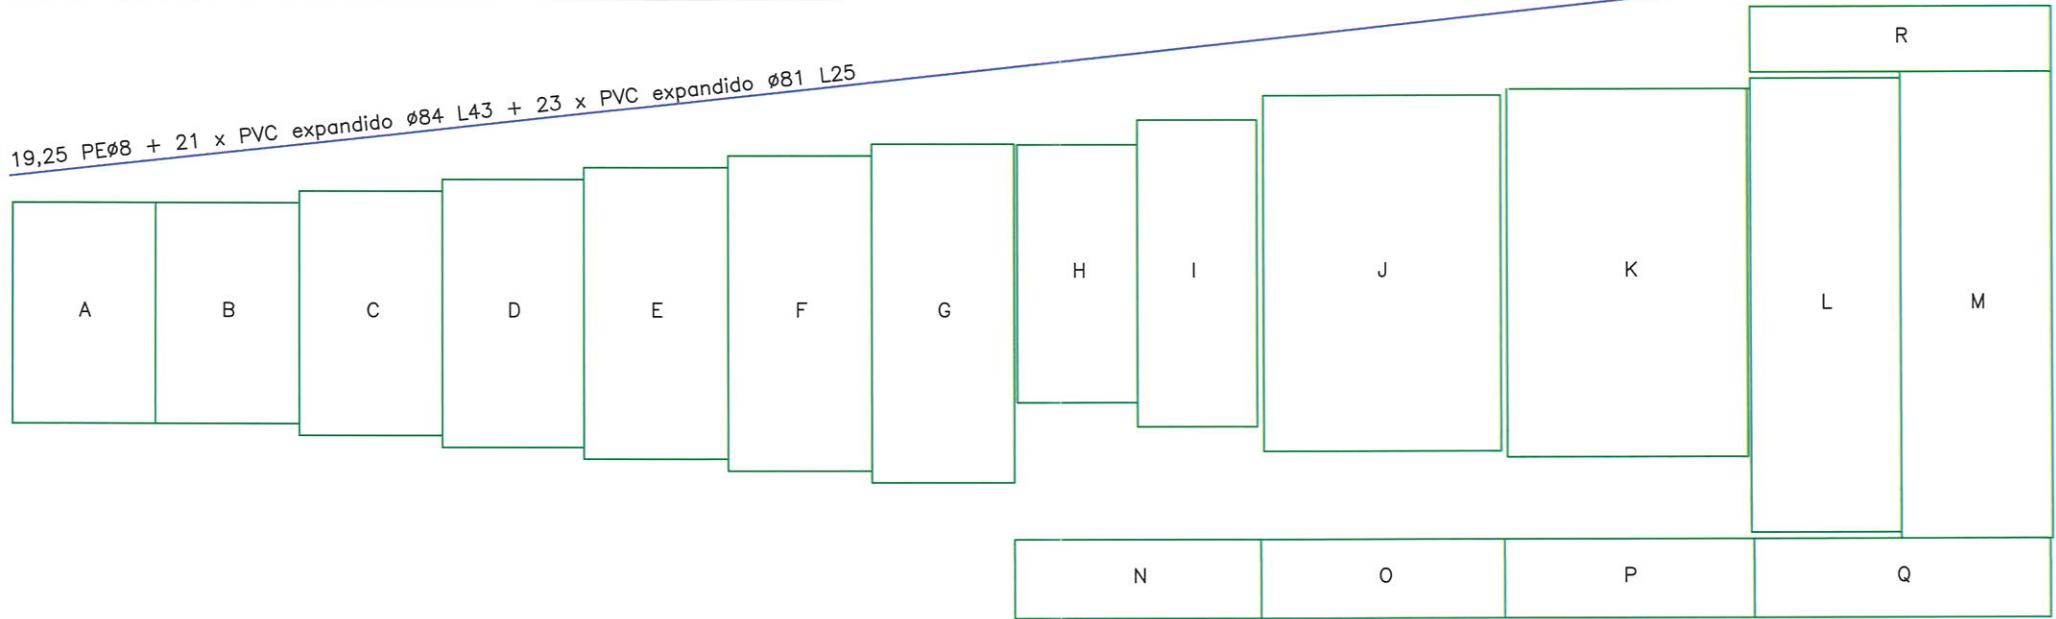 19,25 PEø8 + 21 x PVC expandido ø84 L43 + 23 x PVC expandido ø81 L25
R
A
B
C
D
E
F
G
H
I
J
K
L
M
N
O
P
Q